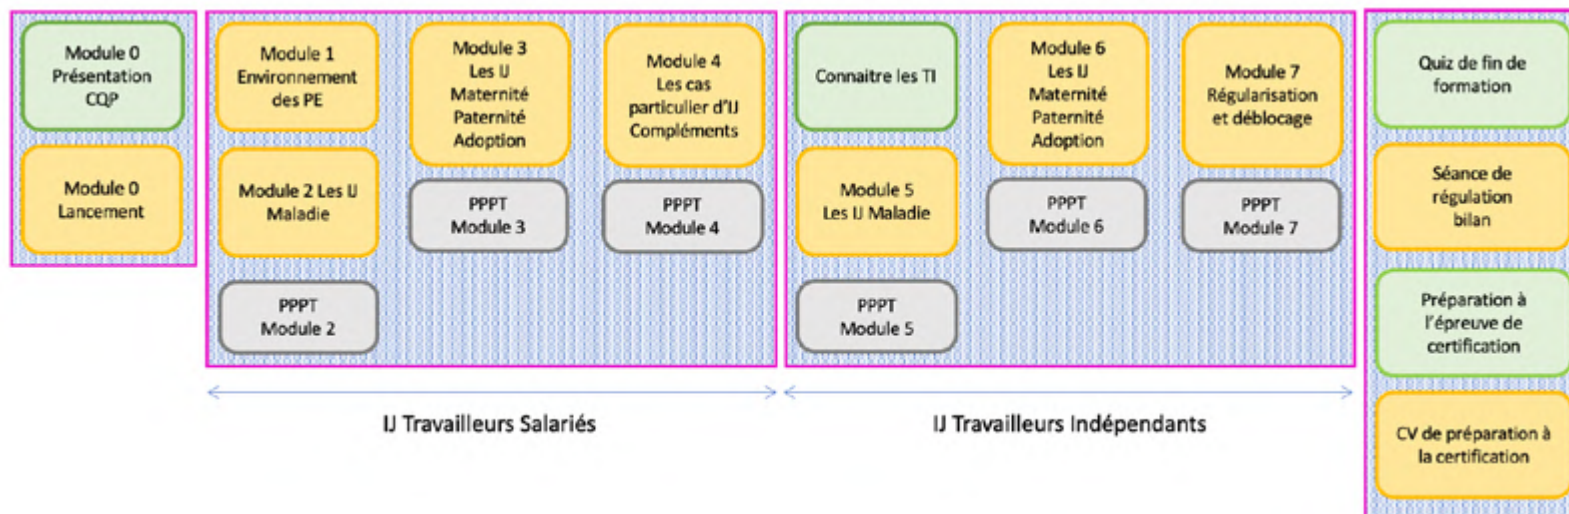 Module 0
Présentation
CQP
Module 0
Lancement
Module 1
Environnement
des PE
Module 2 Les IJ
Maladie
PPPT
Module 2
Module 3
Les IJ
Maternité
Paternité
Adoption
PPPT
Module 3
Module 4
Les cas
particulier d'IJ
Compléments
PPPT
Module 4
IJ Travailleurs Salariés
Connaitre les TI
Module 5
Les IJ Maladie
PPPT
Module 5
Module 6
Les IJ
Maternité
Paternité
Adoption
PPPT
Module 6
Module 7
Régularisation
et déblocage
PPPT
Module 7
IJ Travailleurs Indépendants
Quiz de fin de
formation
Séance de
régulation
bilan
Préparation à
l'épreuve de
certification
CV de préparation à
la certification